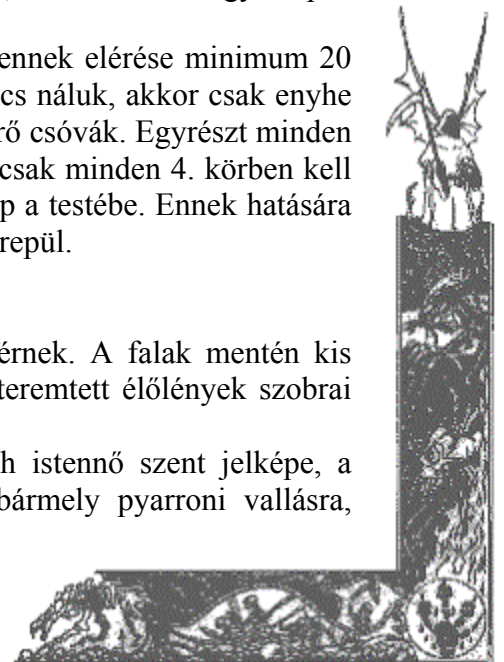 ennek elérése minimum 20
cs náluk, akkor csak enyhe
rő csóvák. Egyrészt minden
csak minden 4. körben kell
p a testébe. Ennek hatására
repül.
érnek. A falak mentén kis
teremtett élőlények szobrai
h istennő szent jelképe, a
bármely pyarroni vallásra,